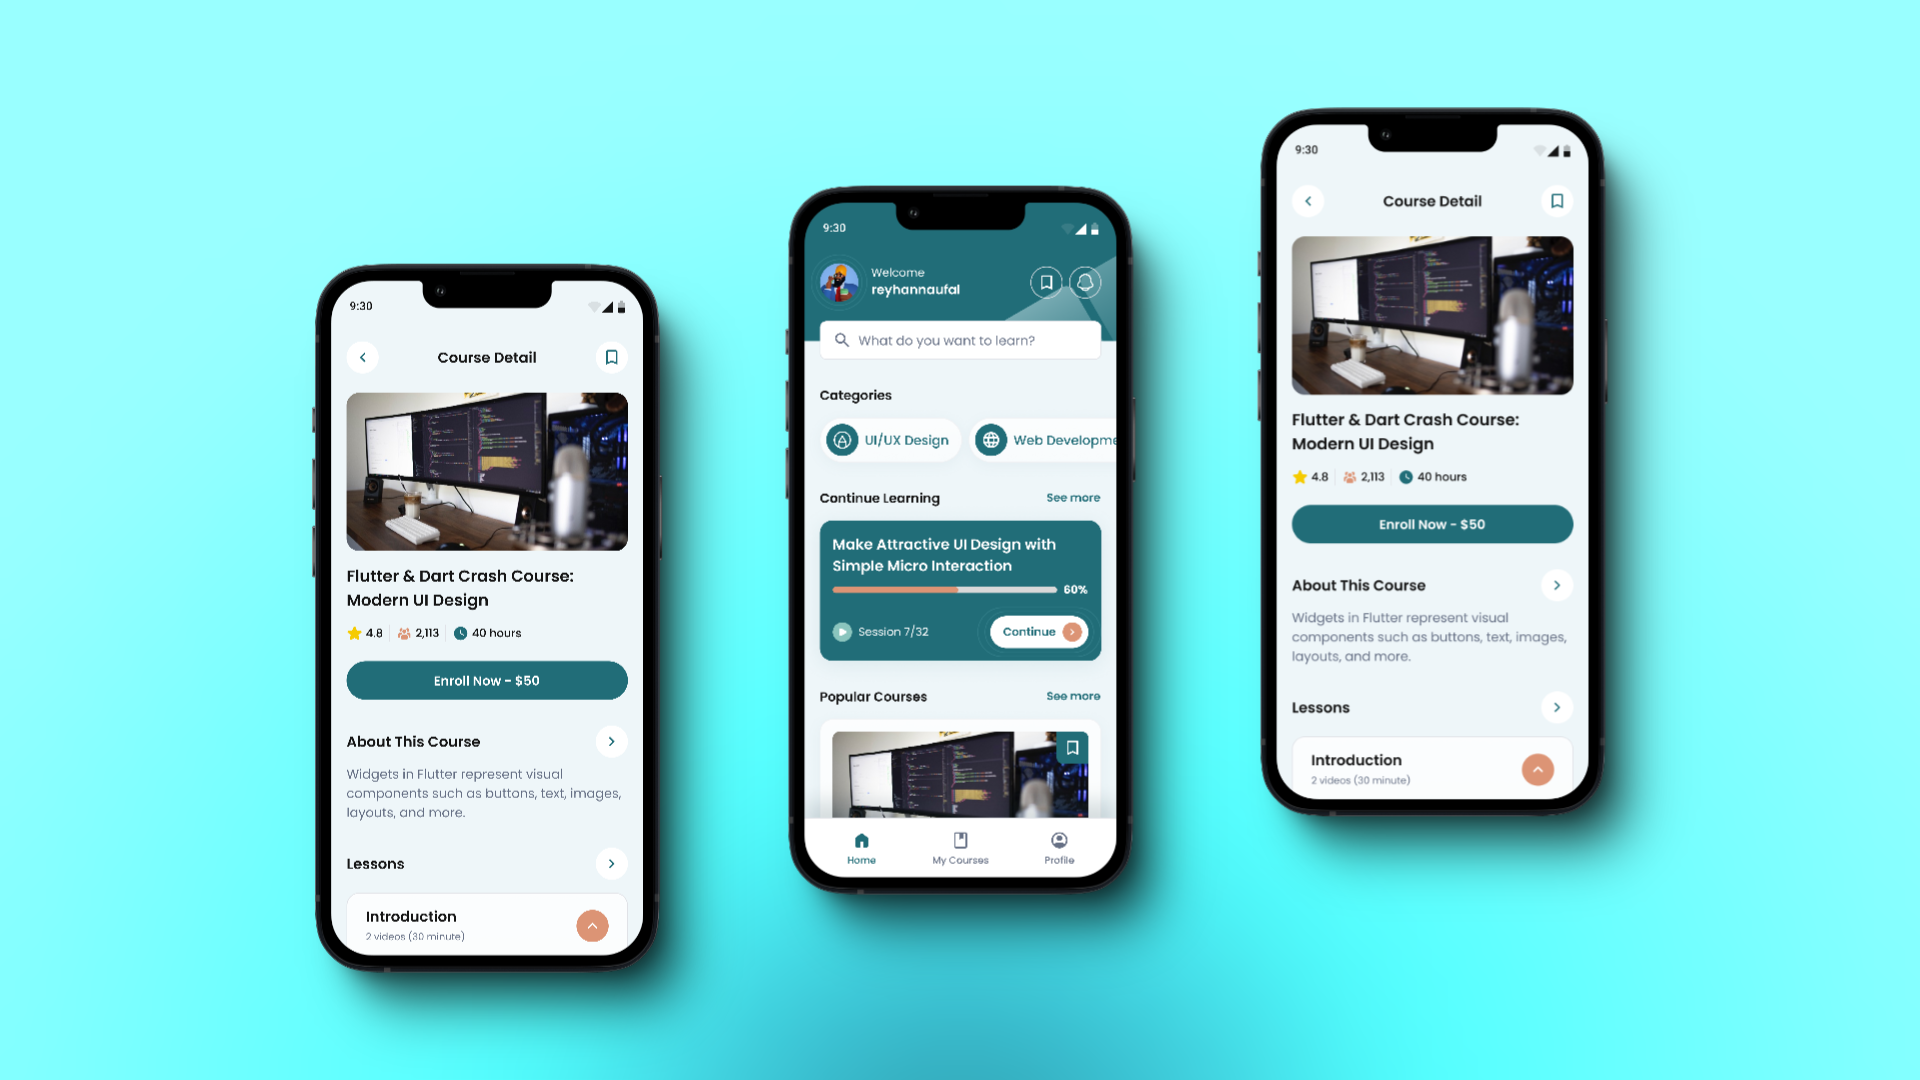 9:30
Course Detail
Flutter & Dart Crash Course:
Modern UI Design
4.8 2,113 40 hours
Enroll Now - $50
About This Course
Widgets in Flutter represent visual
components such as buttons, text, images,
layouts, and more.
Lessons
Introduction
2 videos (30 minute)
9:30
Welcome
reyhannaufal
What do you want to learn?
Categories
UI/UX Design Web Developme
Continue Learning See more
Make Attractive UI Design with
Simple Micro Interaction
60%
Session 7/32 Continue
Popular Courses See more
Home My Courses Profile
9:30
Course Detail
Flutter & Dart Crash Course:
Modern UI Design
4.8 2,113 40 hours
Enroll Now - $50
About This Course
Widgets in Flutter represent visual
components such as buttons, text, images,
layouts, and more.
Lessons
Introduction
2 videos (30 minute)